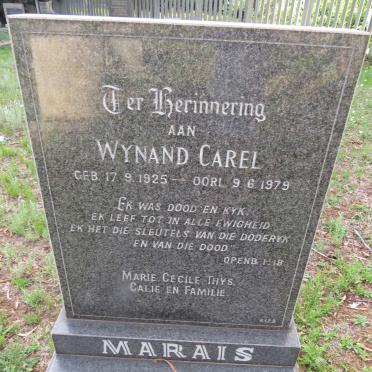 Ter Herinnering
AAN
WYNAND CAREL
GEB. 17.9.1925 — OORL. 9.6.1979
EK WAS DOOD EN KYK,
EK LEEF TOT IN ALLE EWIGHEID
EK HET DIE SLEUTELS VAN DIE DODERYK
EN VAN DIE DOOD
OPENB. 1:18
MARIE, CECILE, THYS,
CALIE EN FAMILIE.
MARAIS